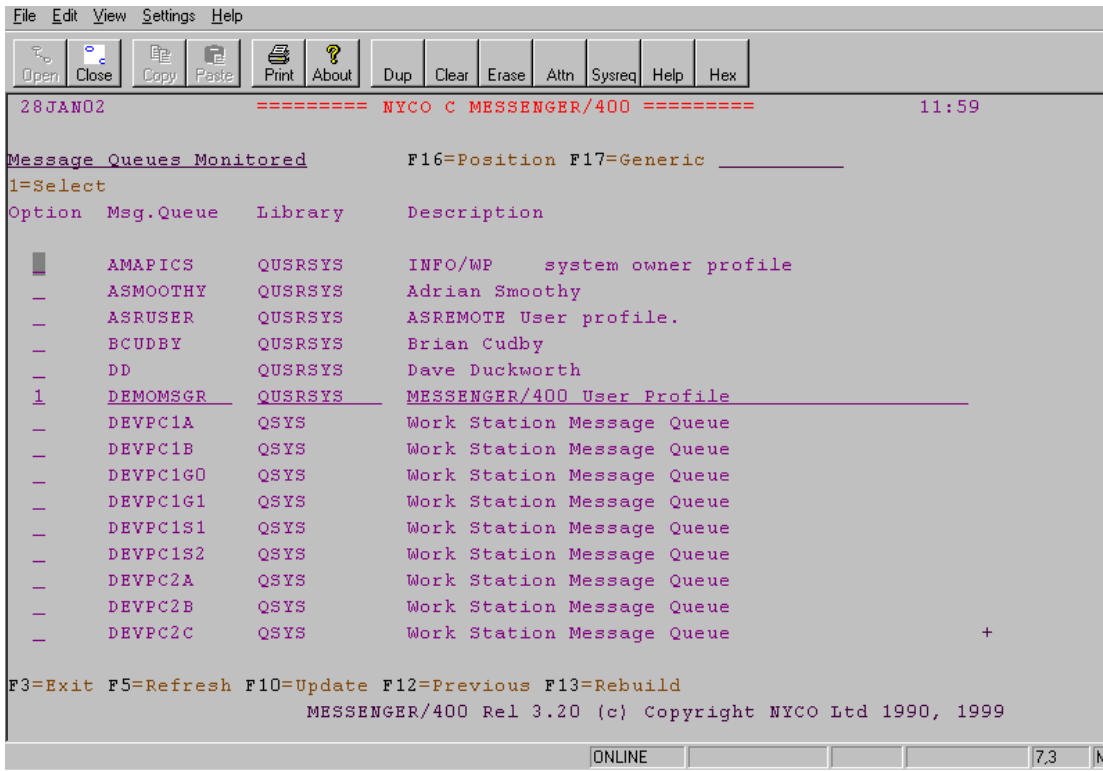 File Edit View Settings Help
Open Close Copy Paste Print About Dup Clear Erase Attn Sysreq Help Hex
28JAN02 ========= NYCO C MESSENGER/400 ========= 11:59
Message Queues Monitored F16=Position F17=Generic __________
1=Select
Option Msg.Queue Library Description
_ AMAPICS QUSRSYS INFO/WP system owner profile
_ ASMOOTHY QUSRSYS Adrian Smoothy
_ ASRUSER QUSRSYS ASREMOTE User profile.
_ BCUDBY QUSRSYS Brian Cudby
_ DD QUSRSYS Dave Duckworth
1 DEMOMSGR QUSRSYS MESSENGER/400 User Profile
_ DEVPC1A QSYS Work Station Message Queue
_ DEVPC1B QSYS Work Station Message Queue
_ DEVPC1G0 QSYS Work Station Message Queue
_ DEVPC1G1 QSYS Work Station Message Queue
_ DEVPC1S1 QSYS Work Station Message Queue
_ DEVPC1S2 QSYS Work Station Message Queue
_ DEVPC2A QSYS Work Station Message Queue
_ DEVPC2B QSYS Work Station Message Queue
_ DEVPC2C QSYS Work Station Message Queue +
F3=Exit F5=Refresh F10=Update F12=Previous F13=Rebuild
MESSENGER/400 Rel 3.20 (c) Copyright NYCO Ltd 1990, 1999
ONLINE 7,3